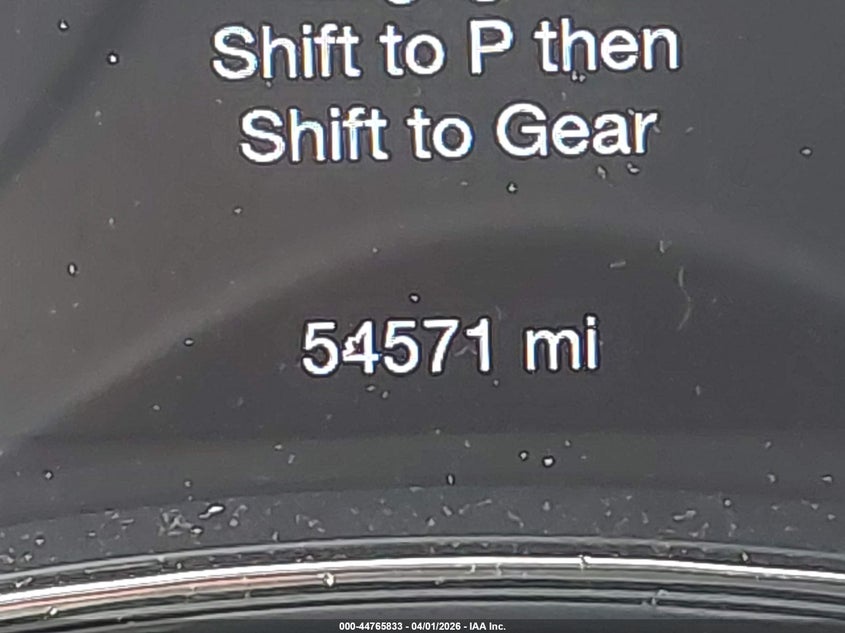 Shift to P then
Shift to Gear
54571 mi
000-44765833 - 04/01/2026 - IAA Inc.